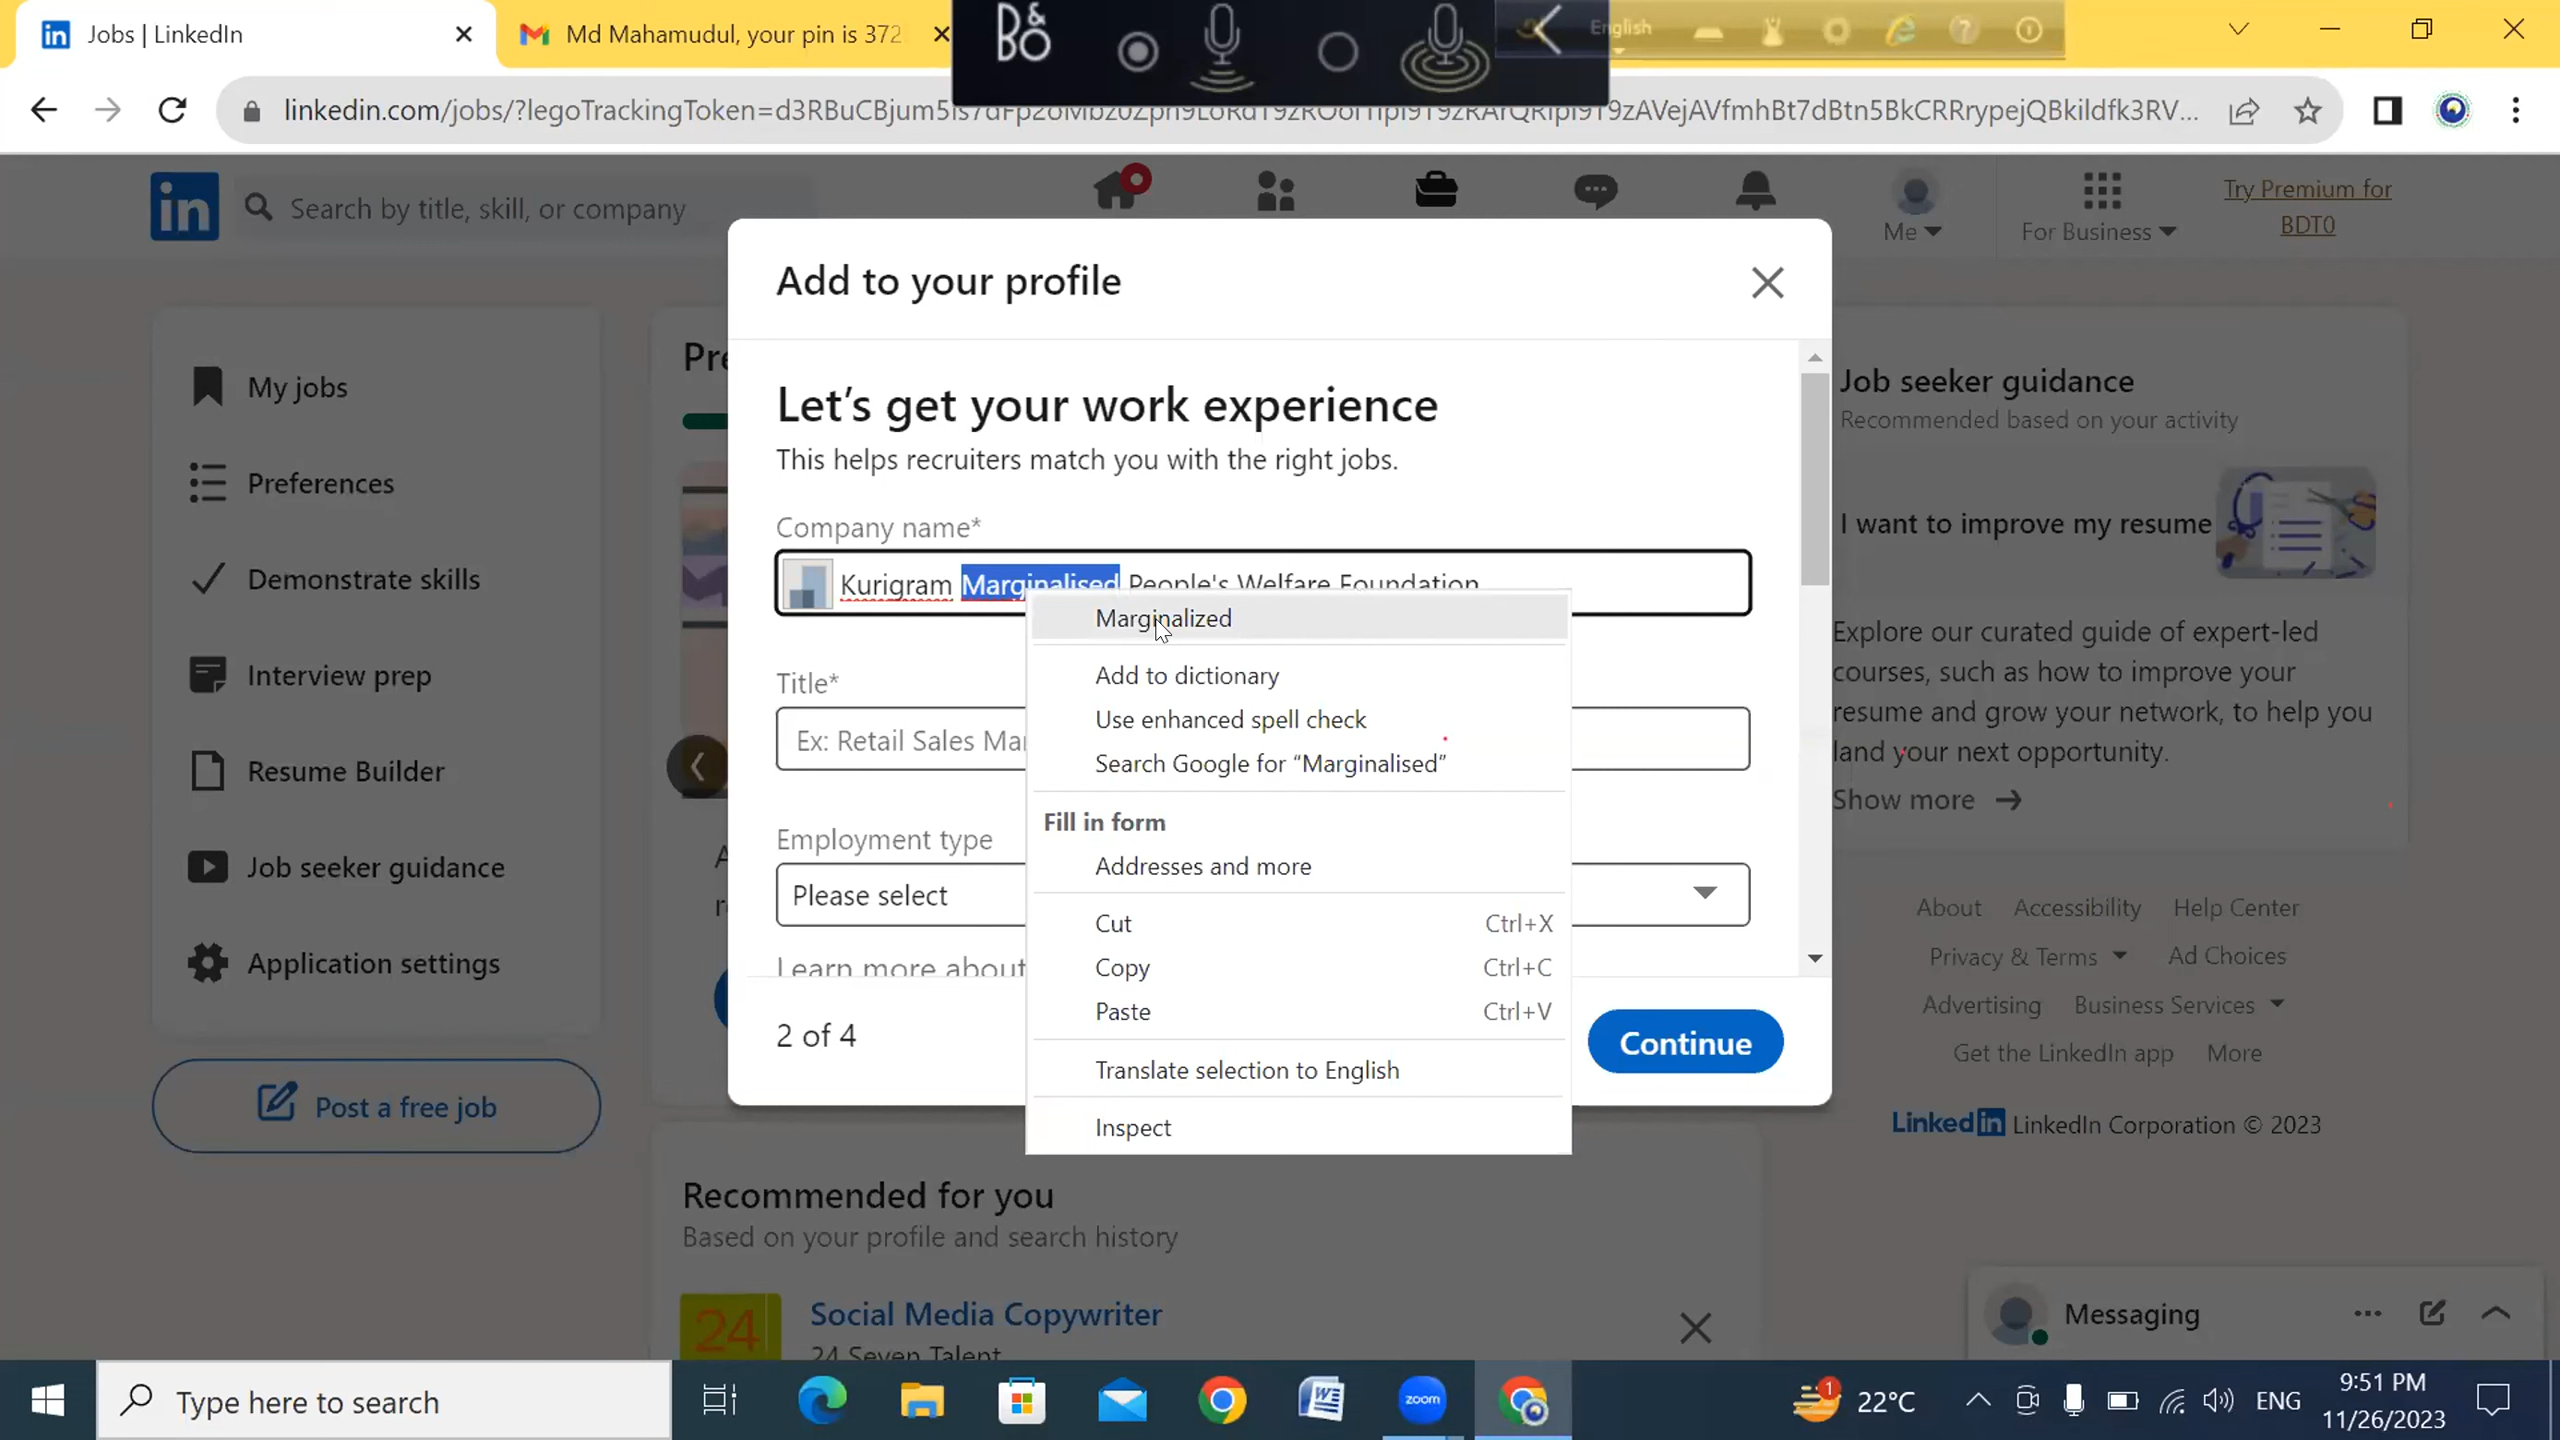 Jobs | LinkedIn
Md Mahamudul, your pin is 372
B&O
English
Search by title, skill, or company
Me
For Business
Try Premium for
BDT0
My jobs
Preferences
Demonstrate skills
Interview prep
Resume Builder
Job seeker guidance
Application settings
Post a free job
Pre
Add to your profile
Let's get your work experience
This helps recruiters match you with the right jobs.
Company name*
Kurigram Marginalised People's Welfare Foundation
Title*
Ex: Retail Sales Ma
Employment type
Please select
Learn more about
2 of 4
Continue
Marginalized
Add to dictionary
Use enhanced spell check
Search Google for “Marginalised”
Fill in form
Addresses and more
Cut Ctrl+X
Copy Ctrl+C
Paste Ctrl+V
Translate selection to English
Inspect
Job seeker guidance
Recommended based on your activity
I want to improve my resume
Explore our curated guide of expert-led
courses, such as how to improve your
resume and grow your network, to help you
land your next opportunity.
Show more
About Accessibility Help Center
Privacy & Terms Ad Choices
Advertising Business Services
Get the LinkedIn app More
LinkedIn LinkedIn Corporation © 2023
Recommended for you
Based on your profile and search history
24
Social Media Copywriter
24 Seven Talent
Messaging
Type here to search
zoom
1
22°C
ENG
9:51 PM
11/26/2023